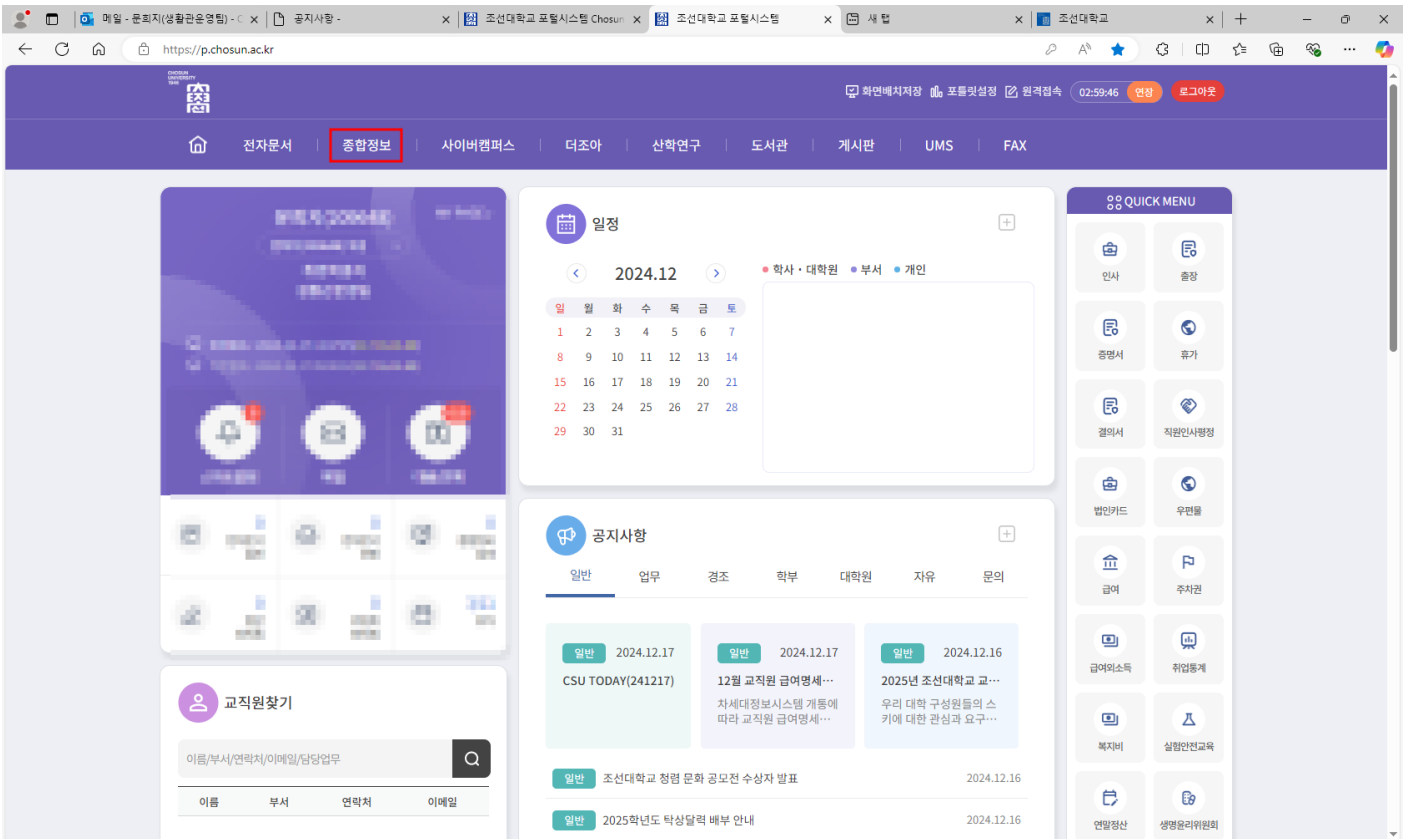 메일 - 문희지(생활관운영팀) - C
공지사항 -
조선대학교 포털시스템 Chosun
조선대학교 포털시스템
새 탭
조선대학교
https://p.chosun.ac.kr
CHOSUN
UNIVERSITY
1946
화면배치저장 포틀릿설정 원격접속 02:59:46 연장 로그아웃
전자문서 종합정보 사이버캠퍼스 더조아 산학연구 도서관 게시판 UMS FAX
일정
2024.12
학사・대학원 부서 개인
일 월 화 수 목 금 토
1 2 3 4 5 6 7
8 9 10 11 12 13 14
15 16 17 18 19 20 21
22 23 24 25 26 27 28
29 30 31
공지사항
일반 업무 경조 학부 대학원 자유 문의
일반 2024.12.17
CSU TODAY(241217)
일반 2024.12.17
12월 교직원 급여명세…
차세대정보시스템 개통에
따라 교직원 급여명세…
일반 2024.12.16
2025년 조선대학교 교…
우리 대학 구성원들의 스
키에 대한 관심과 요구…
일반 조선대학교 청렴 문화 공모전 수상자 발표 2024.12.16
일반 2025학년도 탁상달력 배부 안내 2024.12.16
교직원찾기
이름/부서/연락처/이메일/담당업무
이름 부서 연락처 이메일
QUICK MENU
인사 출장
증명서 휴가
결의서 직원인사평정
법인카드 우편물
급여 주차권
급여외소득 취업통계
복지비 실험안전교육
연말정산 생명윤리위원회